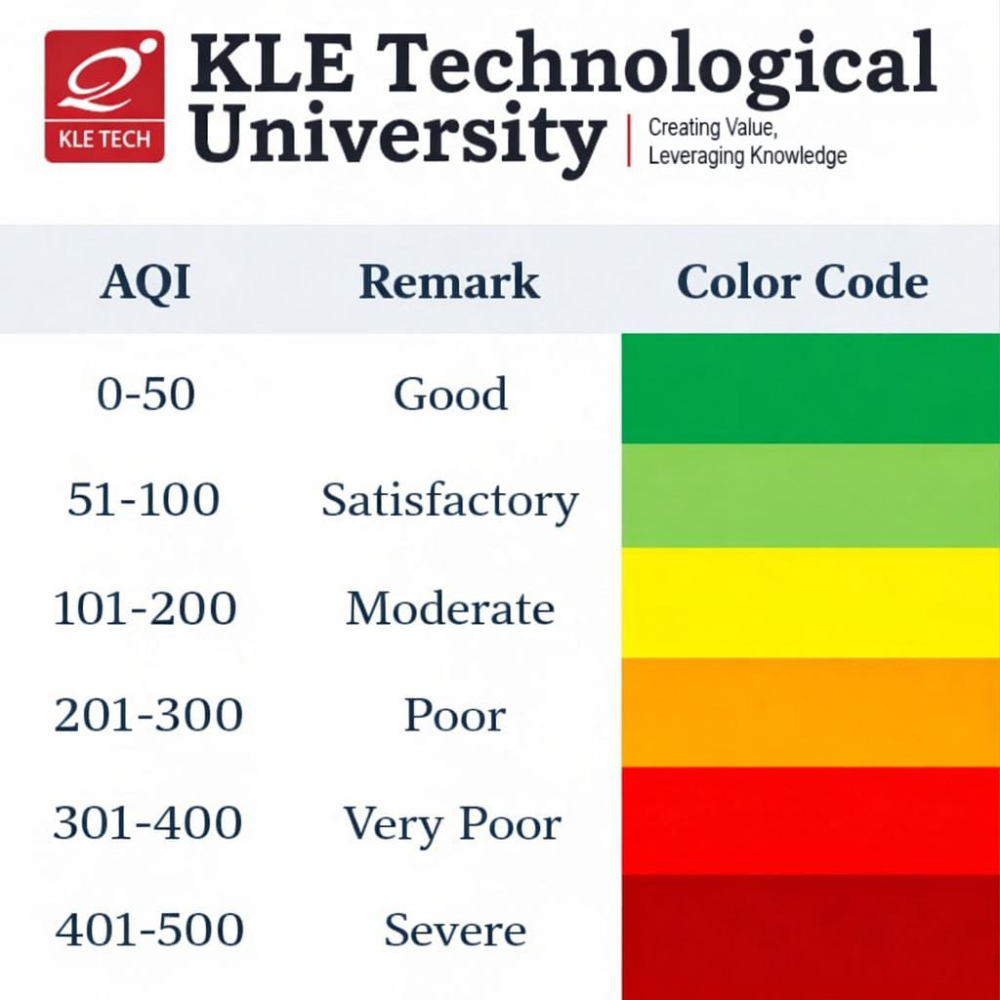 KLE TECH
KLE Technological
University
Creating Value,
Leveraging Knowledge
AQI Remark Color Code
0-50 Good
51-100 Satisfactory
101-200 Moderate
201-300 Poor
301-400 Very Poor
401-500 Severe